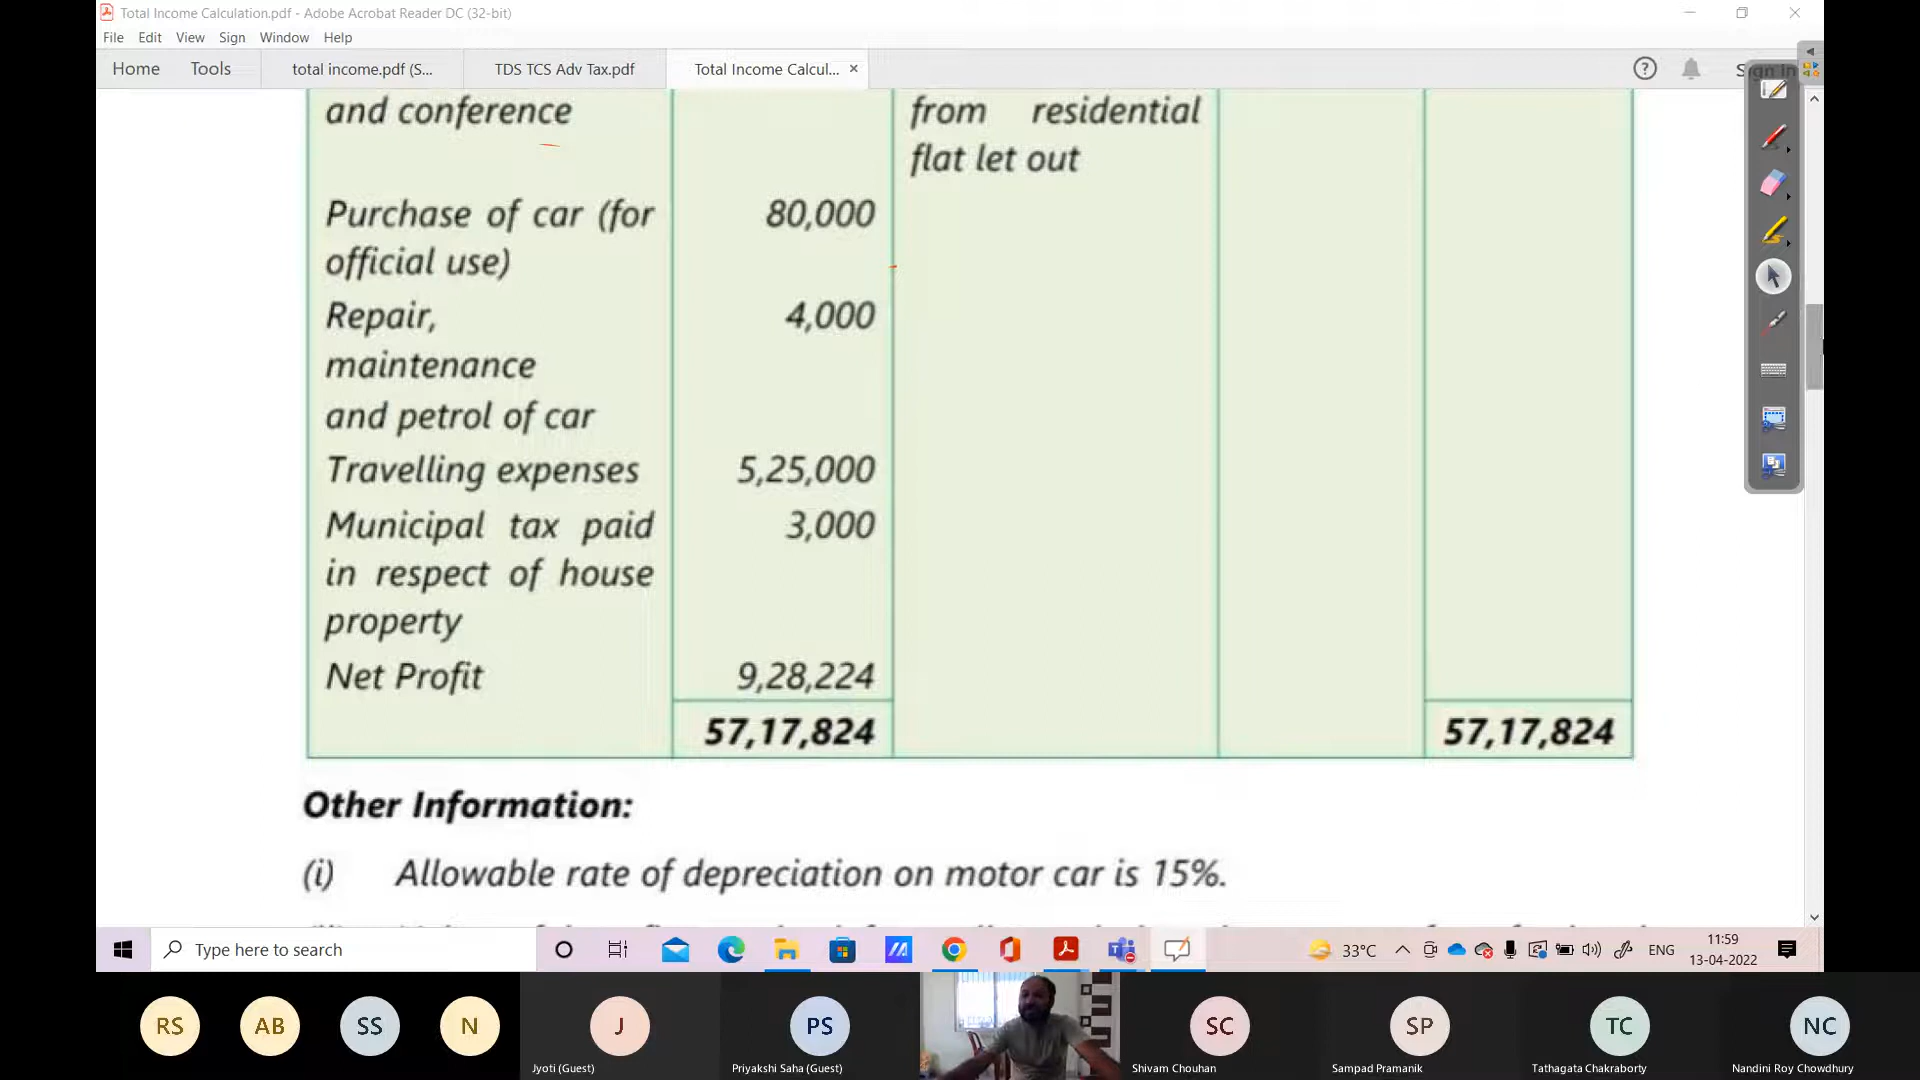 Total Income Calculation.pdf - Adobe Acrobat Reader DC (32-bit)
File Edit View Sign Window Help
Home Tools total income.pdf (S... TDS TCS Adv Tax.pdf Total Income Calcul... × Sign In
and conference
from residential
flat let out
Purchase of car (for 80,000
official use)
Repair, 4,000
maintenance
and petrol of car
Travelling expenses 5,25,000
Municipal tax paid 3,000
in respect of house
property
Net Profit 9,28,224
57,17,824 57,17,824
Other Information:
(i) Allowable rate of depreciation on motor car is 15%.
Type here to search
33°C ENG
11:59
13-04-2022
RS AB SS N J PS SC SP TC NC
Jyoti (Guest) Priyakshi Saha (Guest) Shivam Chouhan Sampad Pramanik Tathagata Chakraborty Nandini Roy Chowdhury